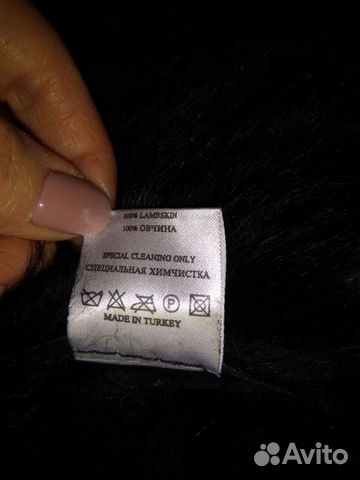 100% LAMBSKIN
100% ОВЧИНА
SPECIAL CLEANING ONLY
СПЕЦИАЛЬНАЯ ХИМЧИСТКА
P
MADE IN TURKEY
Avito